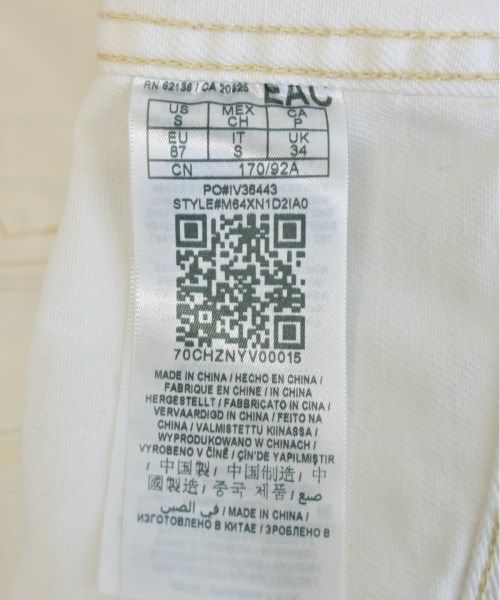 RN 62136 / CA 20825
EAC
US MEX CA
S CH P
EU IT UK
87 S 34
CN 170/92A
PO#IV36443
STYLE#M64XN1D2IA0
70CHZNYV00015
MADE IN CHINA / HECHO EN CHINA /
FABRIQUE EN CHINE / IN CHINA
HERGESTELLT / FABBRICATO IN CINA /
VERVAARDIGD IN CHINA / FEITO NA
CHINA / VALMISTETTU KIINASSA /
WYPRODUKOWANO W CHINACH /
VYROBENO V ČÍNĚ / ÇİN'DE YAPILMIŞTIR
/ 中国製 / 中国制造 / 中
國製造 / 중국 제품 / صنع
في الصين / MADE IN CHINA /
ИЗГОТОВЛЕНО В КИТАЕ / ЗРОБЛЕНО В